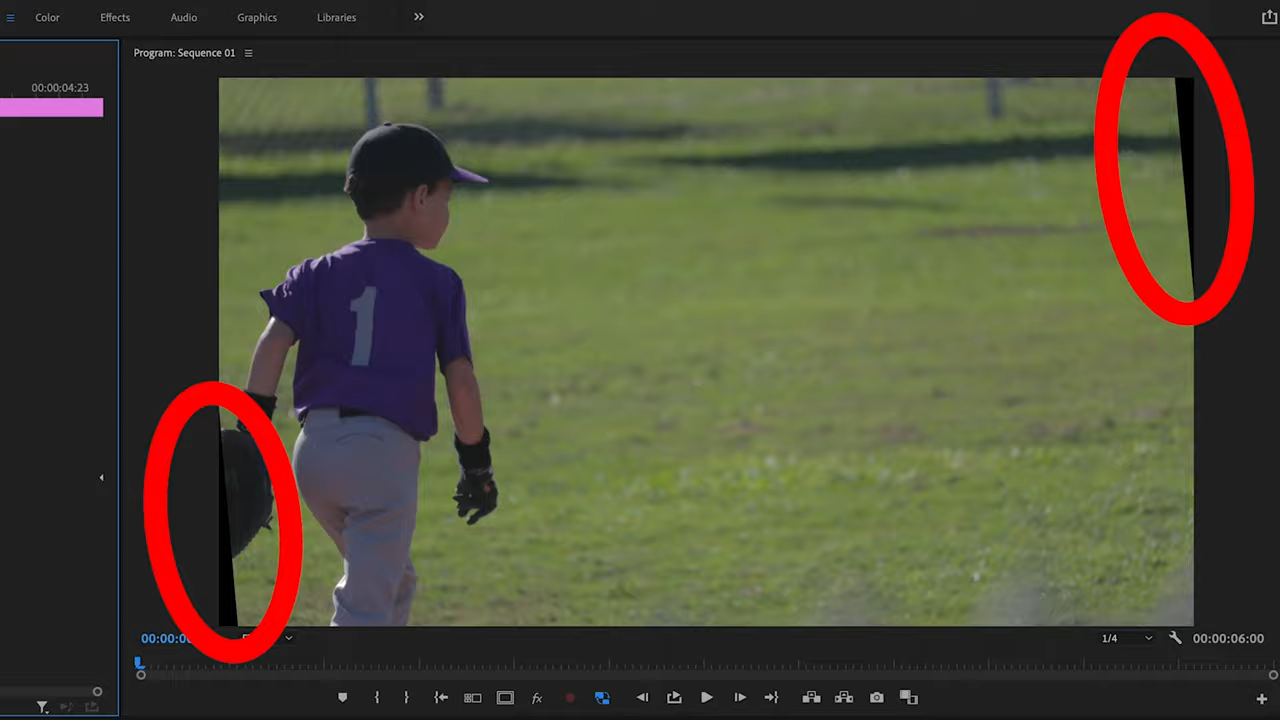 Color Effects Audio Graphics Libraries
Program: Sequence 01
00:00:04:23
1
1/4 00:00:06:00
fx